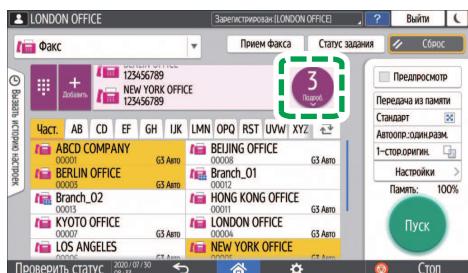 LONDON OFFICE
Зарегистрирован:[LONDON OFFICE]
?
Выйти
Факс
Прием факса
Статус задания
Сброс
Вызвать историю настроек
Добавить
BERLIN OFFICE
123456789
NEW YORK OFFICE
123456789
3
Подроб.
Предпросмотр
Передача из памяти
Стандарт
Автоопр.:один.разм.
1-стор.оригин.
Настройки
Память: 100%
Пуск
Част. AB CD EF GH IJK LMN OPQ RST UVW XYZ
ABCD COMPANY
00001 G3 Авто
BEIJING OFFICE
00008 G3 Авто
BERLIN OFFICE
00003 G3 Авто
Branch_01
00012
Branch_02
00013
HONG KONG OFFICE
00011 G3 Авто
KYOTO OFFICE
00007 G3 Авто
LONDON OFFICE
00004 G3 Авто
LOS ANGELES
NEW YORK OFFICE
Проверить статус
2020/07/30
Стоп